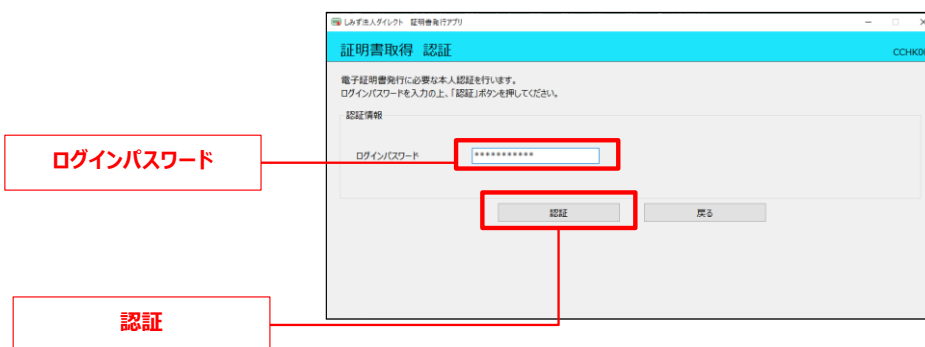 しみず法人ダイレクト 証明書発行アプリ
証明書取得 認証
CCHK0
電子証明書発行に必要な本人認証を行います。
ログインパスワードを入力の上、「認証」ボタンを押してください。
認証情報
ログインパスワード
ログインパスワード
***********
認証
戻る
認証